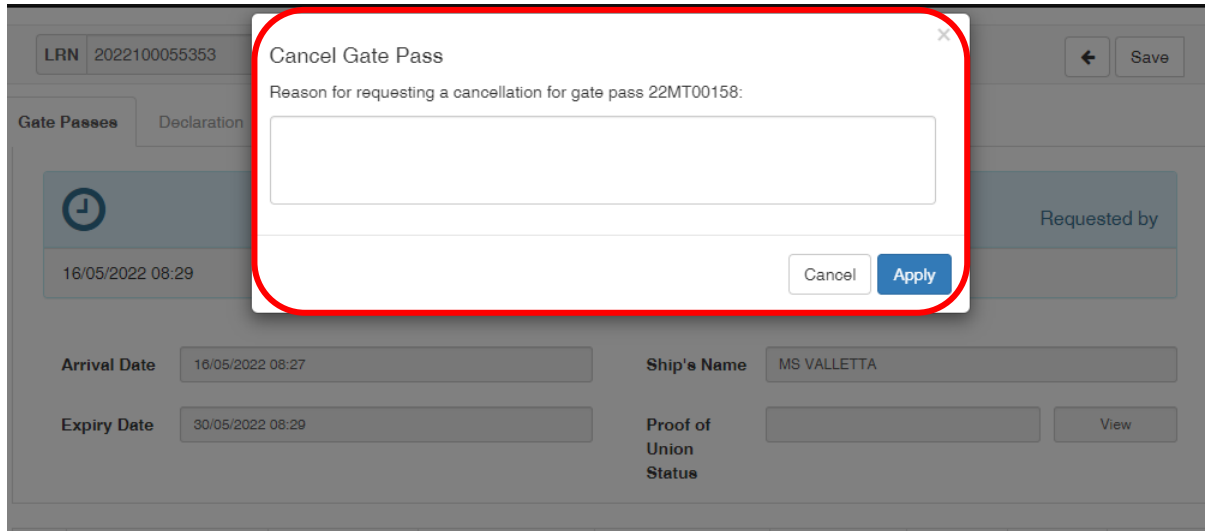 LRN 2022100055353
Save
Gate Passes Declaration
Cancel Gate Pass
×
Reason for requesting a cancellation for gate pass 22MT00158:
Cancel Apply
Requested by
16/05/2022 08:29
Arrival Date 16/05/2022 08:27
Ship's Name MS VALLETTA
Expiry Date 30/05/2022 08:29
Proof of
Union
Status
View